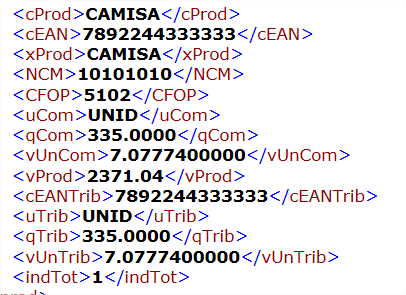 <cProd>CAMISA</cProd>
<cEAN>7892244333333</cEAN>
<xProd>CAMISA</xProd>
<NCM>10101010</NCM>
<CFOP>5102</CFOP>
<uCom>UNID</uCom>
<qCom>335.0000</qCom>
<vUnCom>7.0777400000</vUnCom>
<vProd>2371.04</vProd>
<cEANTrib>7892244333333</cEANTrib>
<uTrib>UNID</uTrib>
<qTrib>335.0000</qTrib>
<vUnTrib>7.0777400000</vUnTrib>
<indTot>1</indTot>